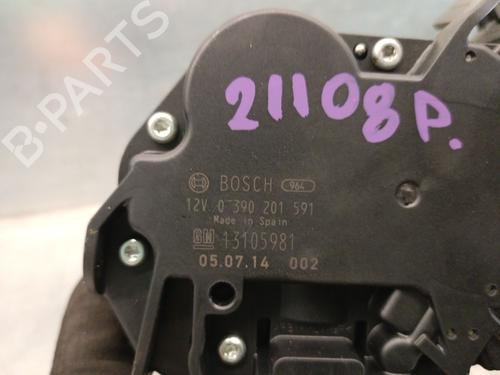 21108P.
BOSCH 964
12V 0 390 201 591
Made in Spain
GM 13105981
05.07.14 002
B-PARTS